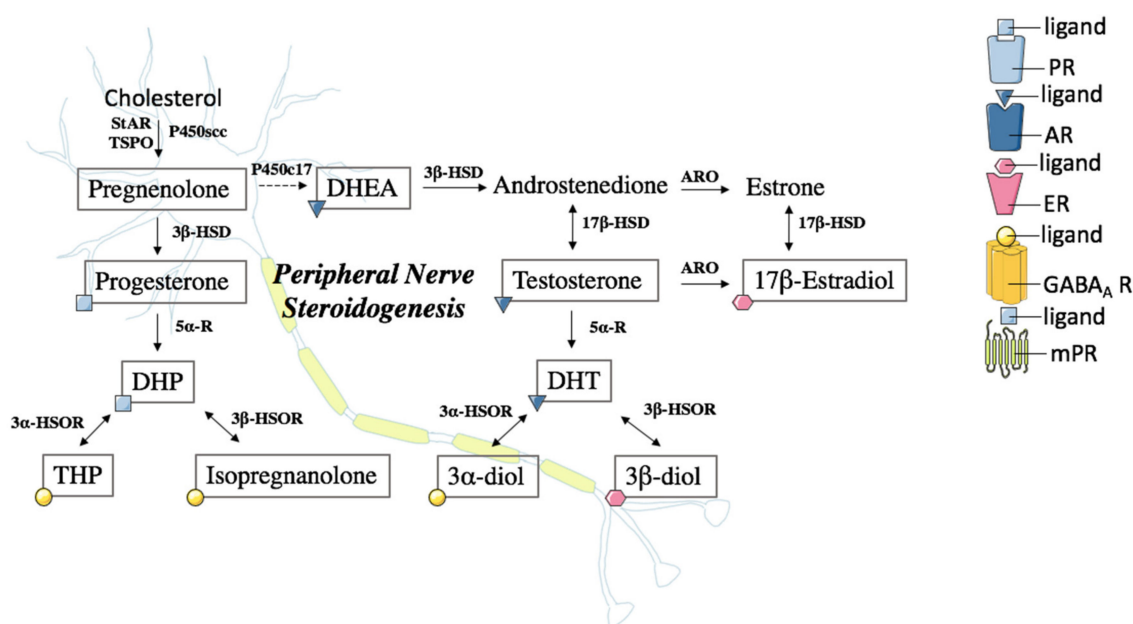 Cholesterol
StAR
TSPO
P450scc
Pregnenolone
P450c17
DHEA
3β-HSD
Androstenedione
ARO
Estrone
3β-HSD
17β-HSD
17β-HSD
Progesterone
Peripheral Nerve
Steroidogenesis
Testosterone
ARO
17β-Estradiol
5α-R
5α-R
DHP
DHT
3α-HSOR
3β-HSOR
3α-HSOR
3β-HSOR
THP
Isopregnanolone
3α-diol
3β-diol
ligand
PR
ligand
AR
ligand
ER
ligand
GABAA R
ligand
mPR